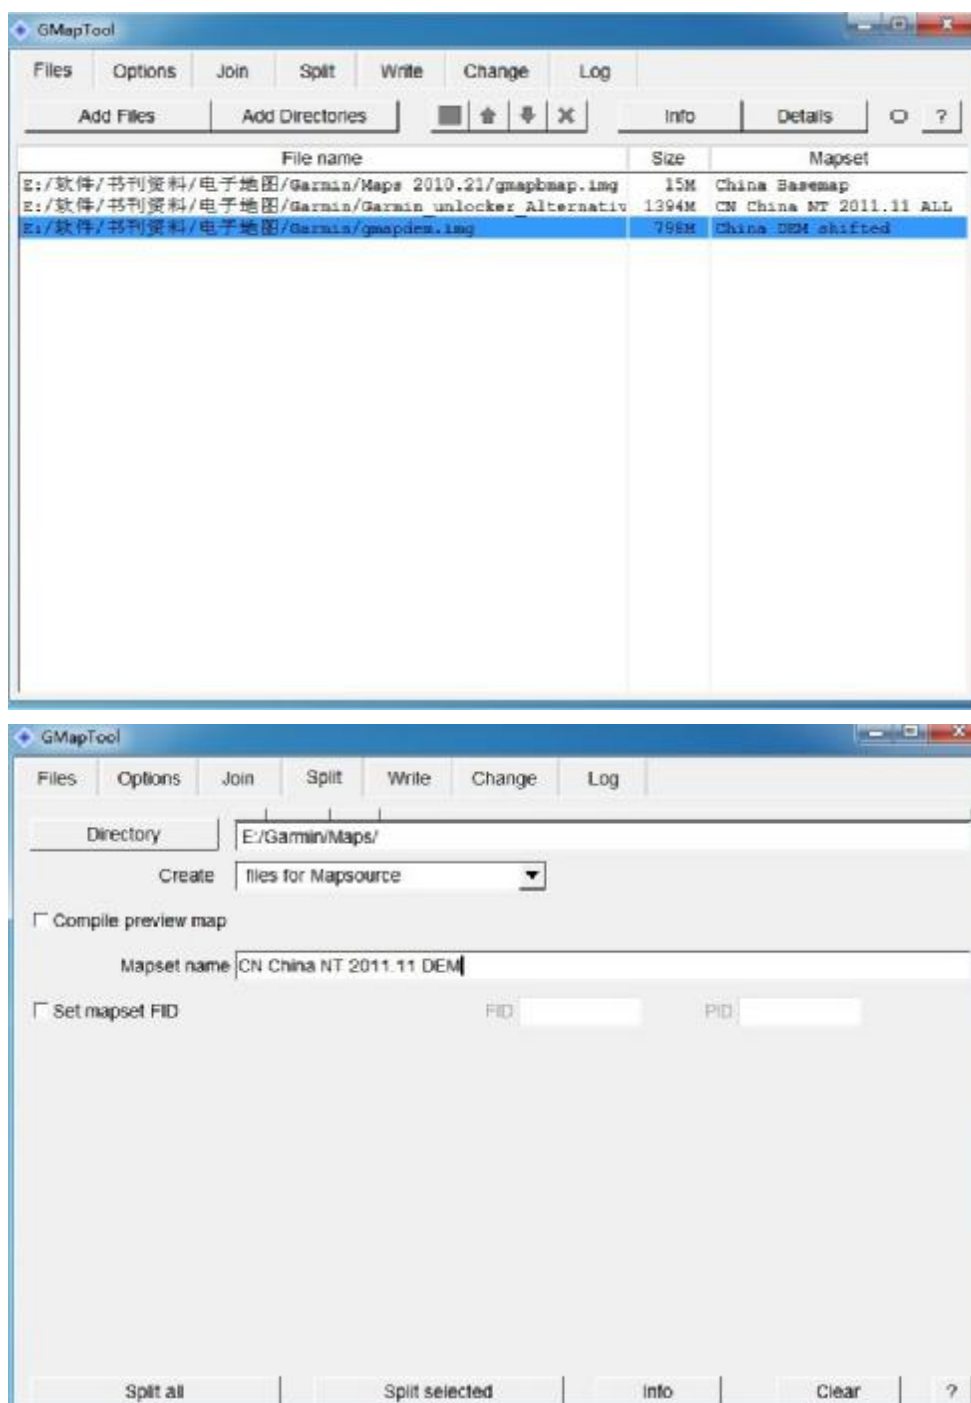 GMapTool
Files Options Join Split Write Change Log
Add Files Add Directories Info Details ?
File name Size Mapset
E:/软件/书刊资料/电子地图/Garmin/Maps 2010.21/gmapbmap.img 15M China Basemap
E:/软件/书刊资料/电子地图/Garmin/Garmin_unlocker_Alternativ 1394M CN China NT 2011.11 ALL
E:/软件/书刊资料/电子地图/Garmin/gmapdem.img 798M China DEM shifted
GMapTool
Files Options Join Split Write Change Log
Directory E:/Garmin/Maps/
Create files for Mapsource
Compile preview map
Mapset name CN China NT 2011.11 DEM
Set mapset FID FID PID
Split all Split selected Info Clear ?